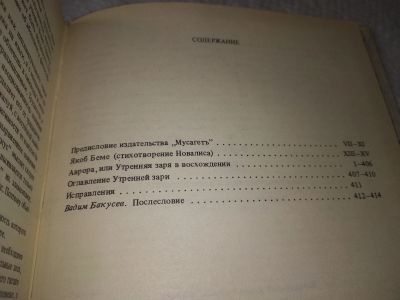 СОДЕРЖАНИЕ
Предисловие издательства „Мусагетъ" VII–XI
Якоб Беме (стихотворение Новалиса) XIII–XV
Аврора, или Утренняя заря в восхождении 1–406
Оглавление Утренней зари 407–410
Исправления 411
Вадим Бакусев. Послесловие 412–414